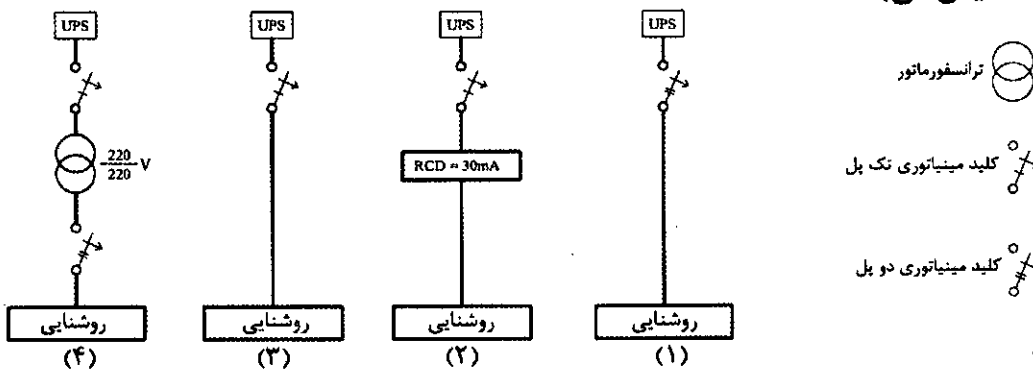 UPS
UPS
UPS
UPS
ترانسفورماتور
220
220
V
RCD = 30mA
کلید مینیاتوری تک پل
کلید مینیاتوری دو پل
روشنایی
روشنایی
روشنایی
روشنایی
(۴)
(۳)
(۲)
(۱)